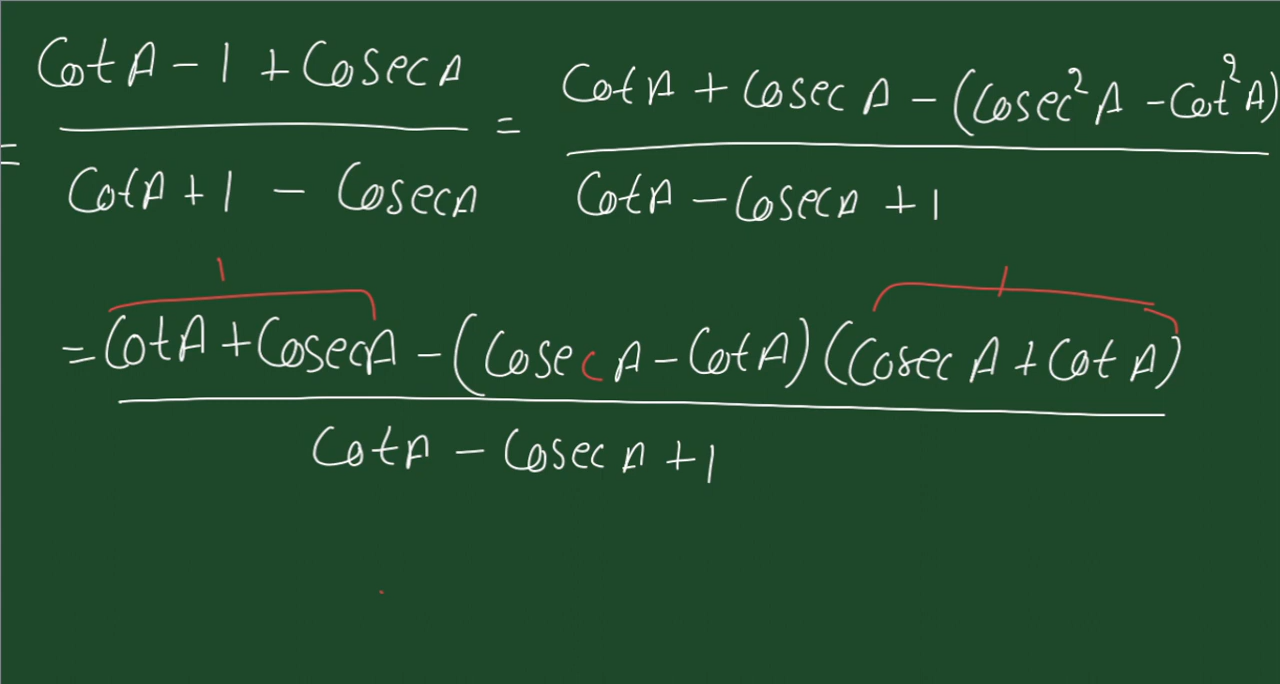 = CotA - 1 + CosecA / CotA + 1 - CosecA = CotA + CosecA - (Cosec²A - Cot²A) / CotA - CosecA + 1
1 1
= CotA + CosecA - (CosecA - CotA) (CosecA + CotA)
CotA - CosecA + 1